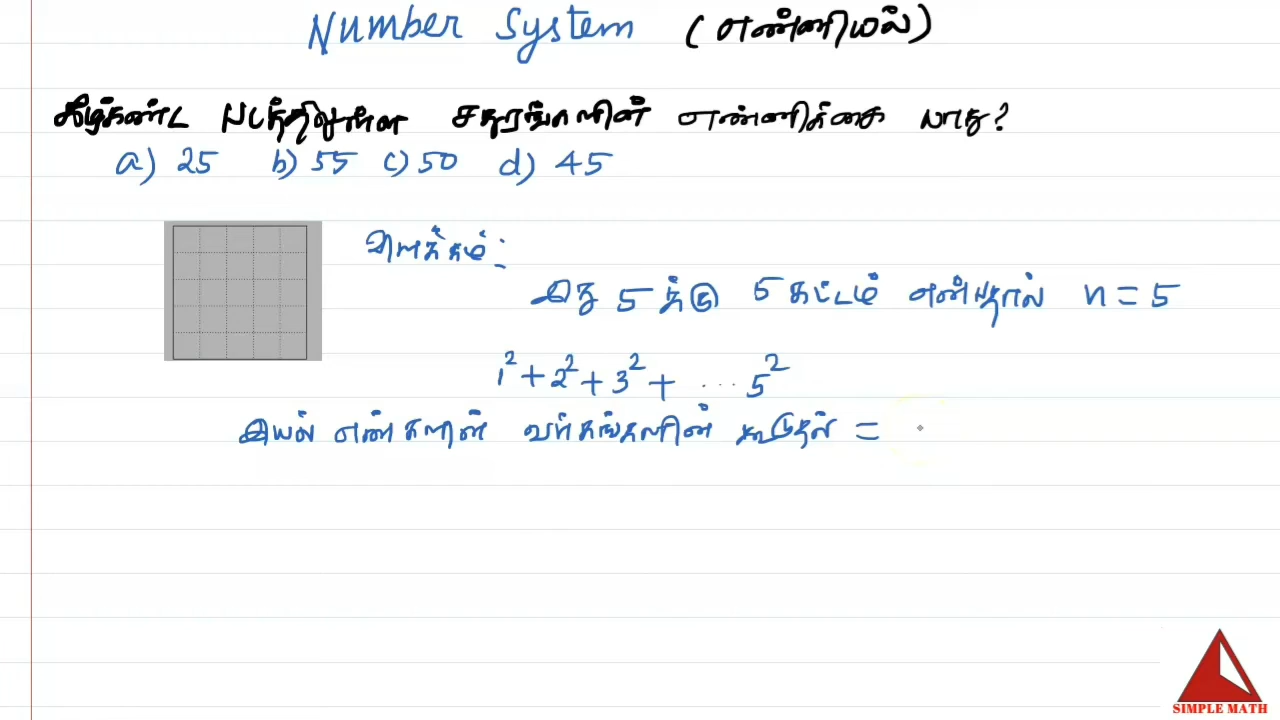 Number System (எண்ணியல்)
கீழ்கண்ட படத்திலுள்ள சதுரங்களின் எண்ணிக்கை யாது?
a) 25 b) 55 c) 50 d) 45
விளக்கம் :
இது 5 க்கு 5 கட்டம் என்பதால் n = 5
1² + 2² + 3² + ... 5²
இயல் எண்களின் வர்கங்களின் கூடுதல் =
SIMPLE MATH